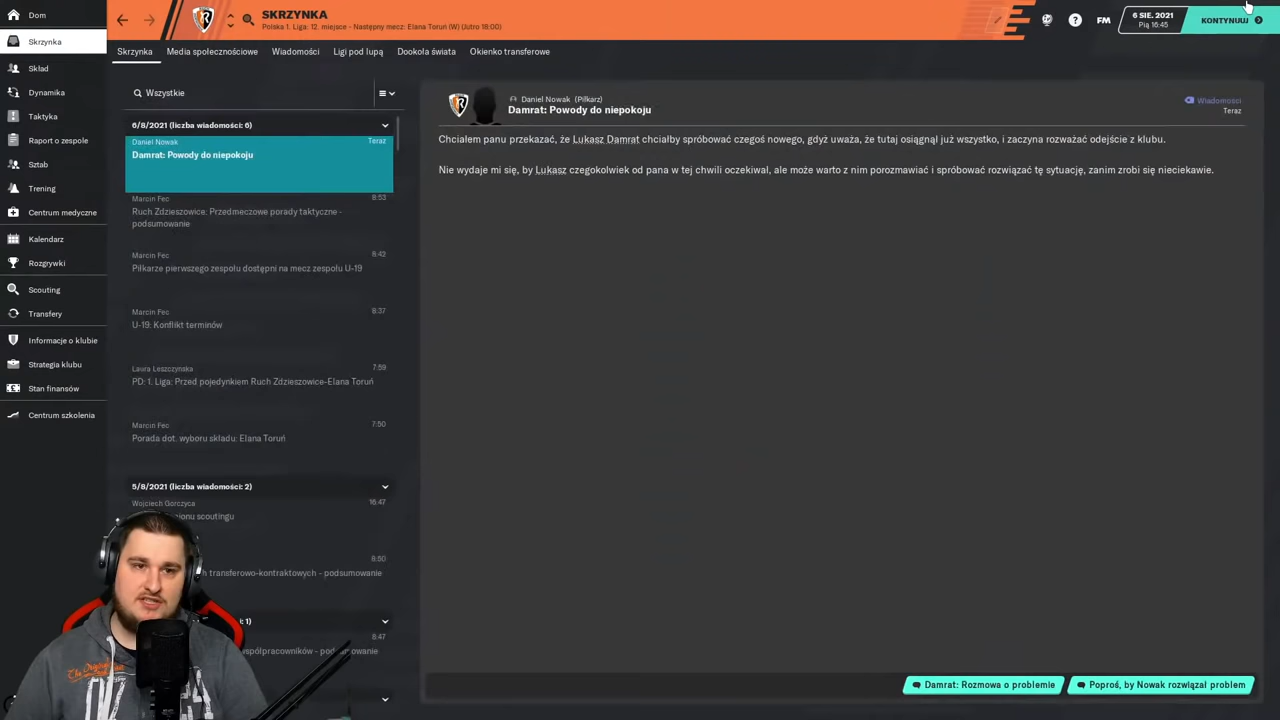 Dom
SKRZYNKA
Polska 1. Liga: 12. miejsce - Następny mecz: Elana Toruń (W) (Jutro 18:00)
FM
6 SIE. 2021
Pią 16:45
KONTYNUUJ
Skrzynka
Skład
Dynamika
Taktyka
Raport o zespole
Sztab
Trening
Centrum medyczne
Kalendarz
Rozgrywki
Scouting
Transfery
Informacje o klubie
Strategia klubu
Stan finansów
Centrum szkolenia
Skrzynka
Media społecznościowe
Wiadomości
Ligi pod lupą
Dookoła świata
Okienko transferowe
Wszystkie
6/8/2021 (liczba wiadomości: 6)
Daniel Nowak
Teraz
Damrat: Powody do niepokoju
Marcin Fec
8:53
Ruch Zdzieszowice: Przedmeczowe porady taktyczne -
podsumowanie
Marcin Fec
8:42
Piłkarze pierwszego zespołu dostępni na mecz zespołu U-19
Marcin Fec
8:37
U-19: Konflikt terminów
Laura Leszczyńska
7:59
PD: 1. Liga: Przed pojedynkiem Ruch Zdzieszowice-Elana Toruń
Marcin Fec
7:50
Porada dot. wyboru składu: Elana Toruń
5/8/2021 (liczba wiadomości: 2)
Wojciech Gorczyca
16:47
scoutingu
8:50
transferowo-kontraktowych - podsumowanie
1)
8:47
współpracowników - podsumowanie
Daniel Nowak (Piłkarz)
Damrat: Powody do niepokoju
Wiadomości
Teraz
Chciałem panu przekazać, że Łukasz Damrat chciałby spróbować czegoś nowego, gdyż uważa, że tutaj osiągnął już wszystko, i zaczyna rozważać odejście z klubu.
Nie wydaje mi się, by Łukasz czegokolwiek od pana w tej chwili oczekiwał, ale może warto z nim porozmawiać i spróbować rozwiązać tę sytuację, zanim zrobi się nieciekawie.
Damrat: Rozmowa o problemie
Poproś, by Nowak rozwiązał problem